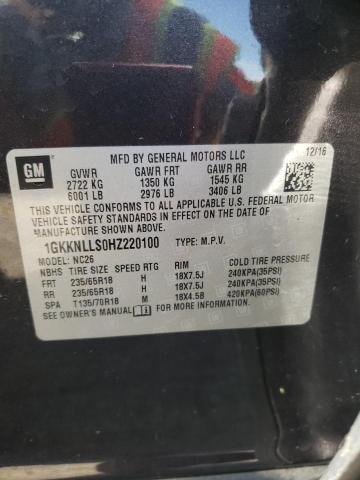 GM
MFD BY GENERAL MOTORS LLC
12/16
GVWR GAWR FRT GAWR RR
2722 KG 1350 KG 1545 KG
6001 LB 2976 LB 3406 LB
THIS VEHICLE CONFORMS TO ALL APPLICABLE U.S. FEDERAL MOTOR
VEHICLE SAFETY STANDARDS IN EFFECT ON THE DATE OF
MANUFACTURE SHOWN ABOVE.
1GKKNLLS0HZ220100 TYPE: M.P.V.
MODEL: NC26
NBHS TIRE SIZE SPEED RTG RIM COLD TIRE PRESSURE
FRT 235/65R18 H 18X7.5J 240KPA(35PSI)
RR 235/65R18 H 18X7.5J 240KPA(35PSI)
SPA T135/70R18 M 18X4.5B 420KPA(60PSI)
SEE OWNER'S MANUAL FOR MORE INFORMATION